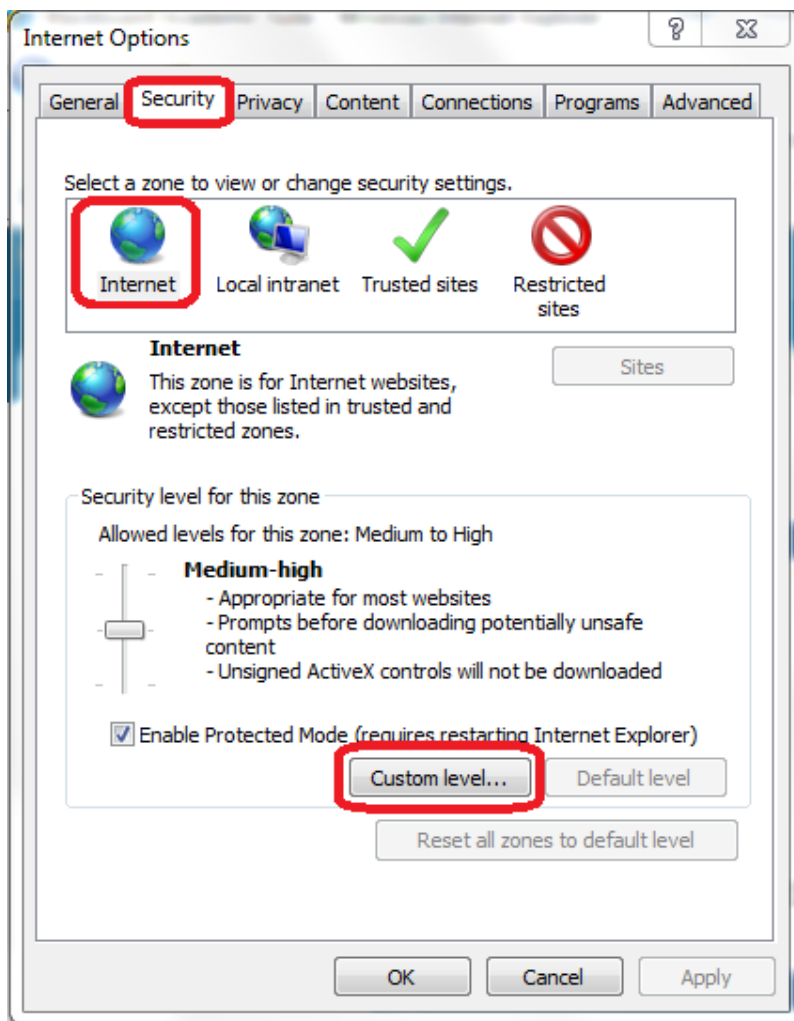 Internet Options
General Security Privacy Content Connections Programs Advanced
Select a zone to view or change security settings.
Internet Local intranet Trusted sites Restricted
sites
Internet
Sites
This zone is for Internet websites,
except those listed in trusted and
restricted zones.
Security level for this zone
Allowed levels for this zone: Medium to High
Medium-high
- Appropriate for most websites
- Prompts before downloading potentially unsafe
content
- Unsigned ActiveX controls will not be downloaded
Enable Protected Mode (requires restarting Internet Explorer)
Custom level... Default level
Reset all zones to default level
OK Cancel Apply